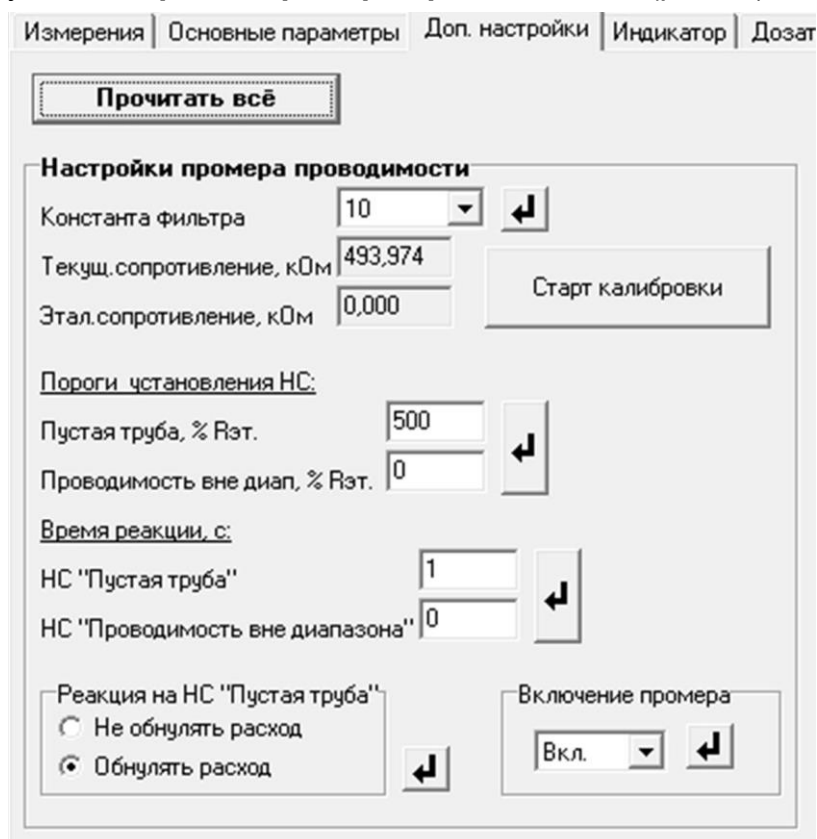 Измерения Основные параметры Доп. настройки Индикатор Дозат
Прочитать всё
Настройки промера проводимости
Константа фильтра 10
Текущ.сопротивление, кОм 493,974
Старт калибровки
Этал.сопротивление, кОм 0,000
Пороги установления НС:
Пустая труба, % Rэт. 500
Проводимость вне диап, % Rэт. 0
Время реакции, с:
НС "Пустая труба" 1
НС "Проводимость вне диапазона" 0
Реакция на НС "Пустая труба" Включение промера
Не обнулять расход
Вкл.
Обнулять расход